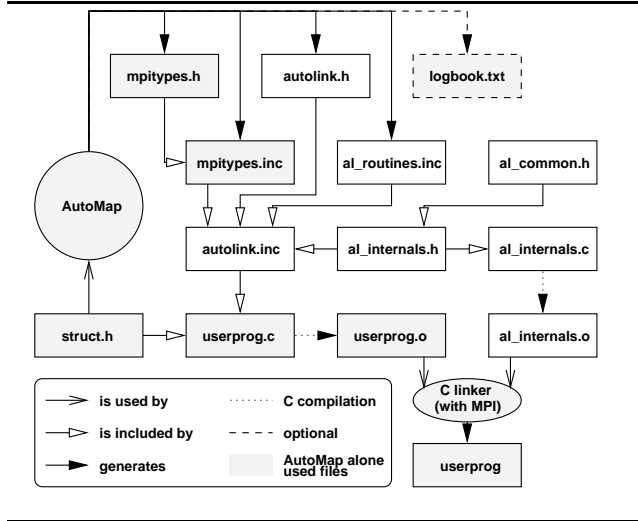 mpitypes.h
autolink.h
logbook.txt
mpitypes.inc
al_routines.inc
al_common.h
AutoMap
autolink.inc
al_internals.h
al_internals.c
struct.h
userprog.c
userprog.o
al_internals.o
is used by
C compilation
C linker
(with MPI)
is included by
optional
generates
AutoMap alone
used files
userprog